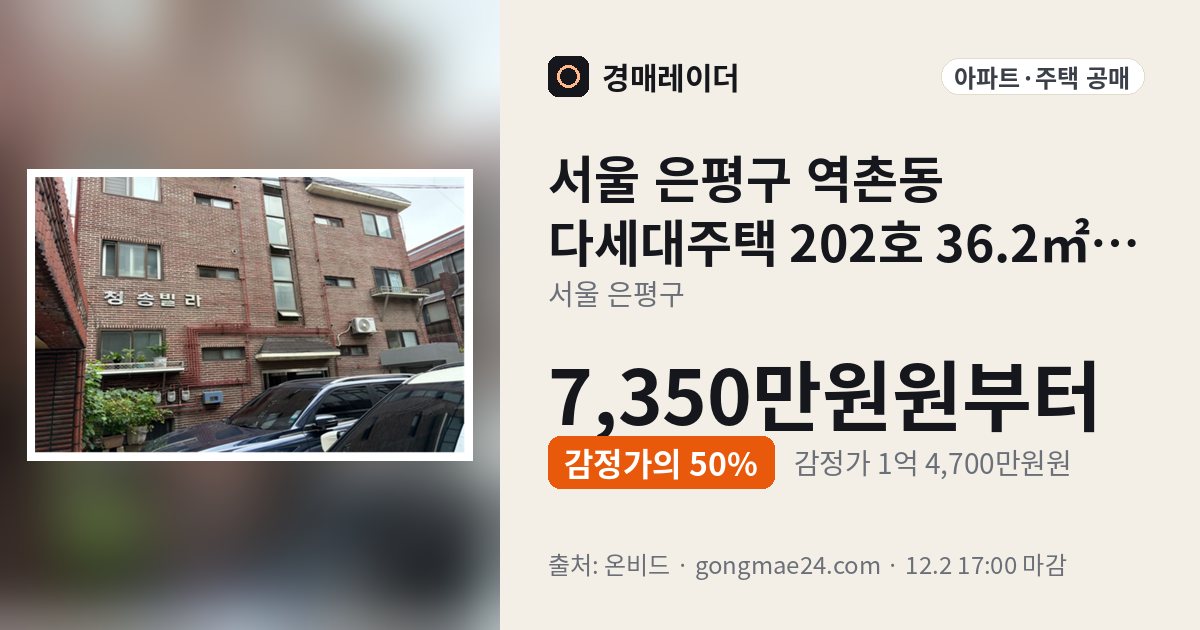 경매레이더
아파트·주택 공매
서울 은평구 역촌동
다세대주택 202호 36.2㎡…
서울 은평구
7,350만원원부터
감정가의 50%
감정가 1억 4,700만원원
출처: 온비드 · gongmae24.com · 12.2 17:00 마감
청송빌라